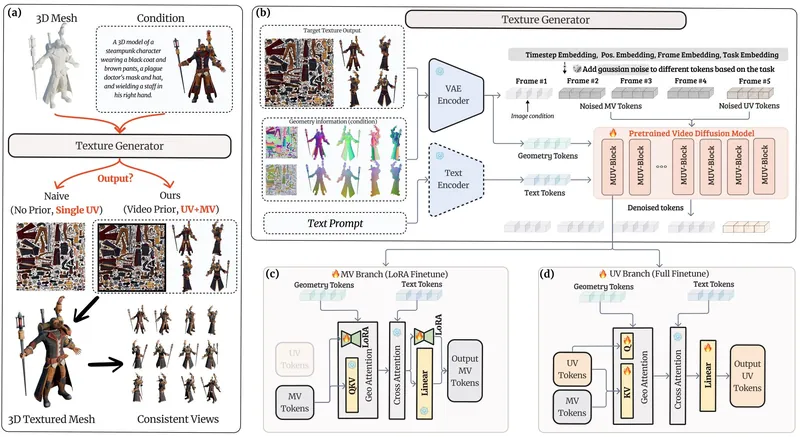 (a)
3D Mesh
Condition
A 3D model of a
steampunk character
wearing a black coat and
brown pants, a plague
doctor's mask and hat,
and wielding a staff in
his right hand.
Texture Generator
Output?
Naive
(No Prior, Single UV)
Ours
(Video Prior, UV+MV)
3D Textured Mesh
Consistent Views
(b)
Texture Generator
Target Texture Output
Geometry information (condition)
Text Prompt
VAE
Encoder
Text
Encoder
Timestep Embedding, Pos. Embedding, Frame Embedding, Task Embedding
Add gaussian noise to different tokens based on the task
Frame #1
Frame #2
Frame #3
Frame #4
Frame #5
Image condition
Noised MV Tokens
Noised UV Tokens
Pretrained Video Diffusion Model
Geometry Tokens
Text Tokens
MUV-Block
MUV-Block
MUV-Block
MUV-Block
MUV-Block
MUV-Block
Denoised tokens
(c)
MV Branch (LoRA Finetune)
Geometry Tokens
Text Tokens
UV
Tokens
MV
Tokens
LoRA
QKV
Geo Attention
Cross Attention
LoRA
Linear
Output
MV
Tokens
(d)
UV Branch (Full Finetune)
Geometry Tokens
Text Tokens
UV
Tokens
MV
Tokens
Q
KV
Geo Attention
Cross Attention
Linear
Output
UV
Tokens